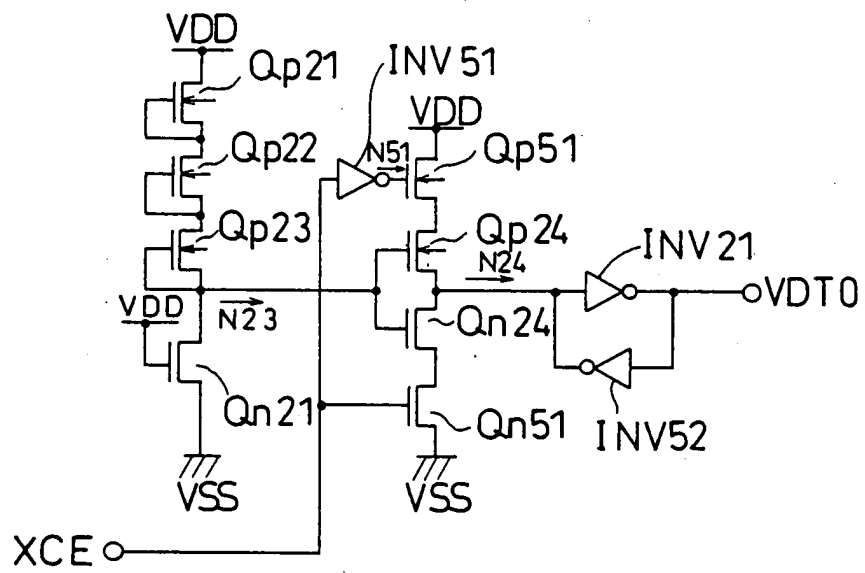 VDD
Qp21
INV51
VDD
Qp22
N51
Qp51
Qp23
Qp24
INV21
N24
VDD
N23
VDT0
Qn24
Qn21
Qn51
INV52
VSS
VSS
XCE